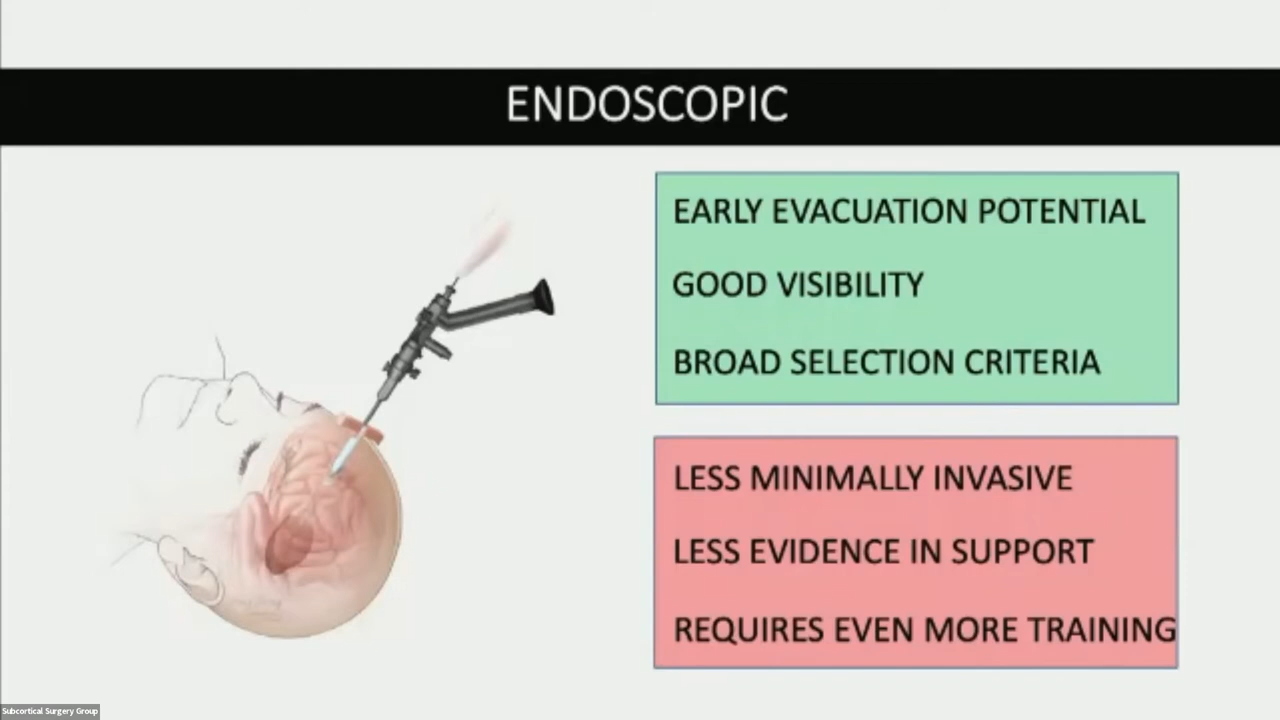 ENDOSCOPIC
EARLY EVACUATION POTENTIAL
GOOD VISIBILITY
BROAD SELECTION CRITERIA
LESS MINIMALLY INVASIVE
LESS EVIDENCE IN SUPPORT
REQUIRES EVEN MORE TRAINING
Subcortical Surgery Group